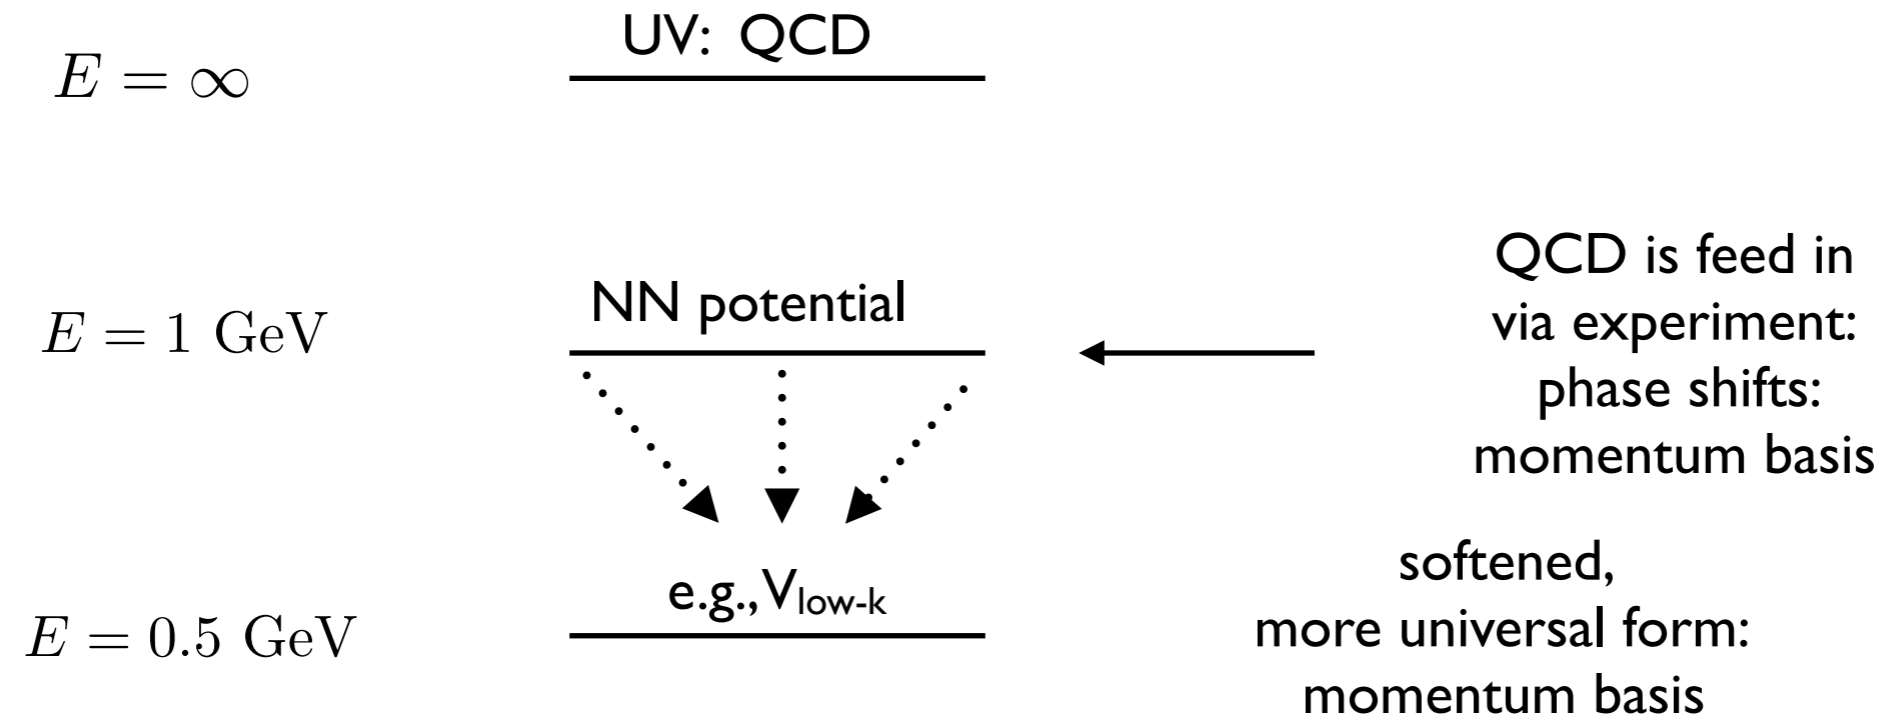 UV: QCD
E = ∞
QCD is feed in
NN potential
via experiment:
E = 1 GeV
phase shifts:
momentum basis
softened,
e.g., Vlow-k
more universal form:
E = 0.5 GeV
momentum basis